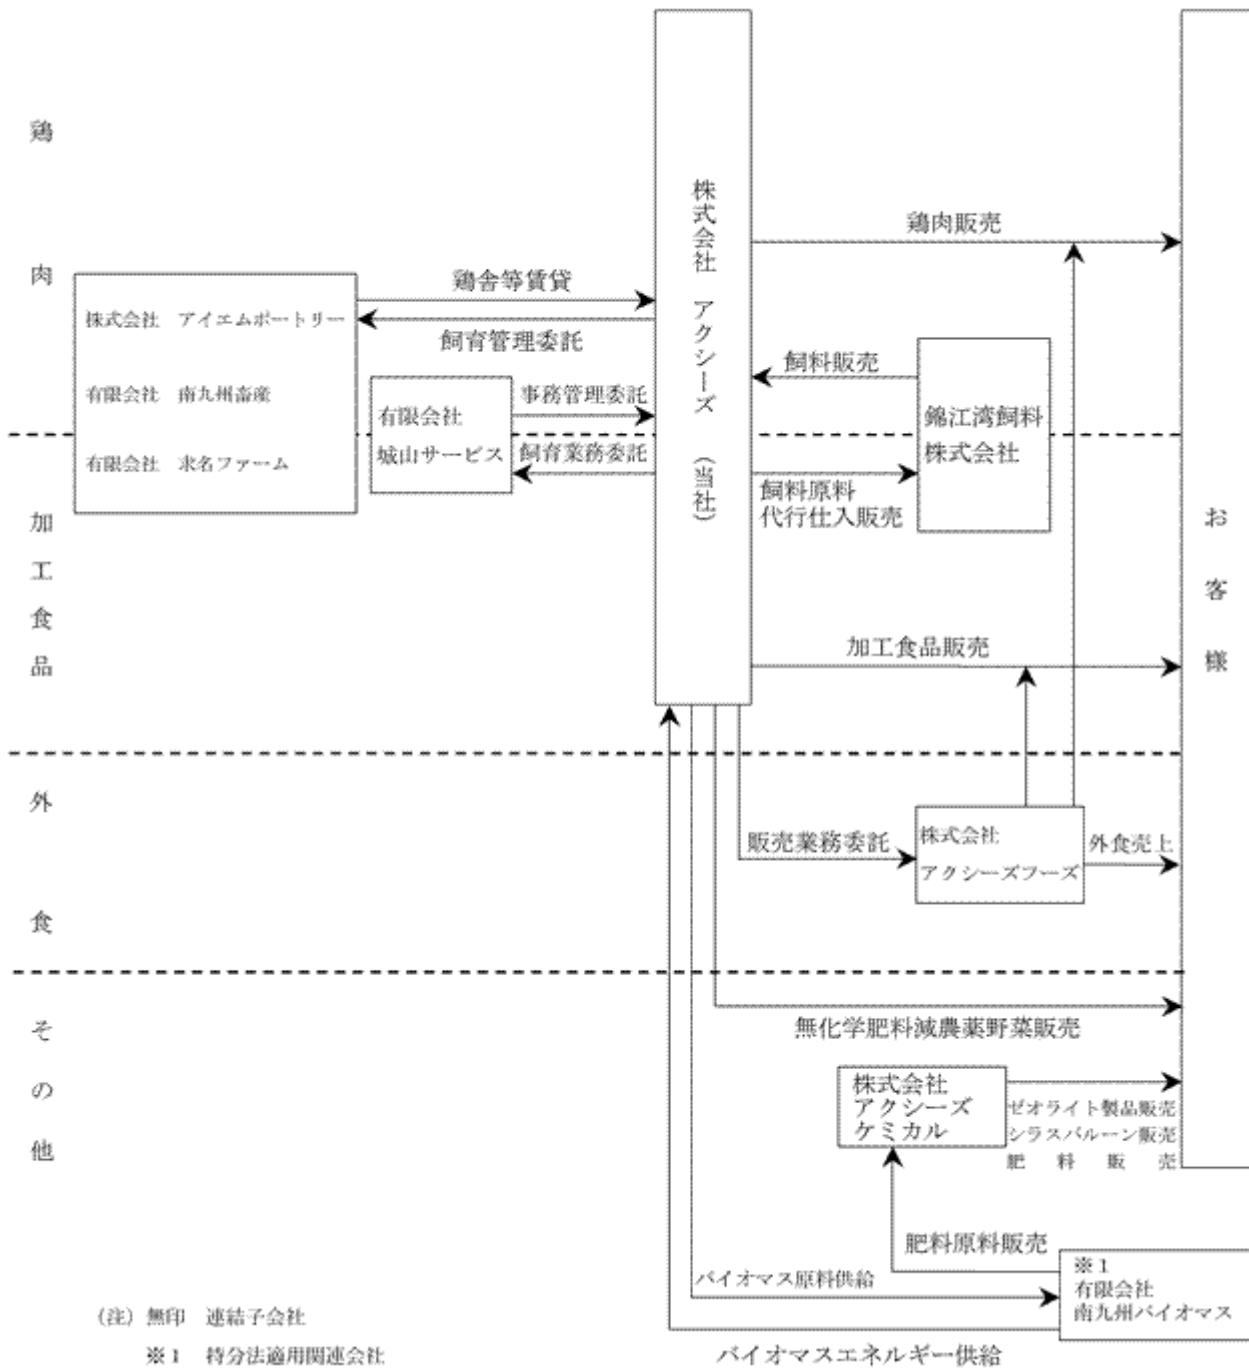 鶏肉
加工食品
外食
その他
株式会社 アクシーズ (当社)
お客様
鶏肉販売
鶏舎等賃貸
飼育管理委託
株式会社 アイエムポートリー
有限会社 南九州畜産
有限会社 求名ファーム
有限会社
城山サービス
事務管理委託
飼育業務委託
飼料販売
錦江湾飼料
株式会社
飼料原料
代行仕入販売
加工食品販売
販売業務委託
株式会社
アクシーズフーズ
外食売上
無化学肥料減農薬野菜販売
株式会社
アクシーズ
ケミカル
ゼオライト製品販売
シラスバルーン販売
肥料販売
肥料原料販売
バイオマス原料供給
※1
有限会社
南九州バイオマス
バイオマスエネルギー供給
(注) 無印 連結子会社
※1 持分法適用関連会社